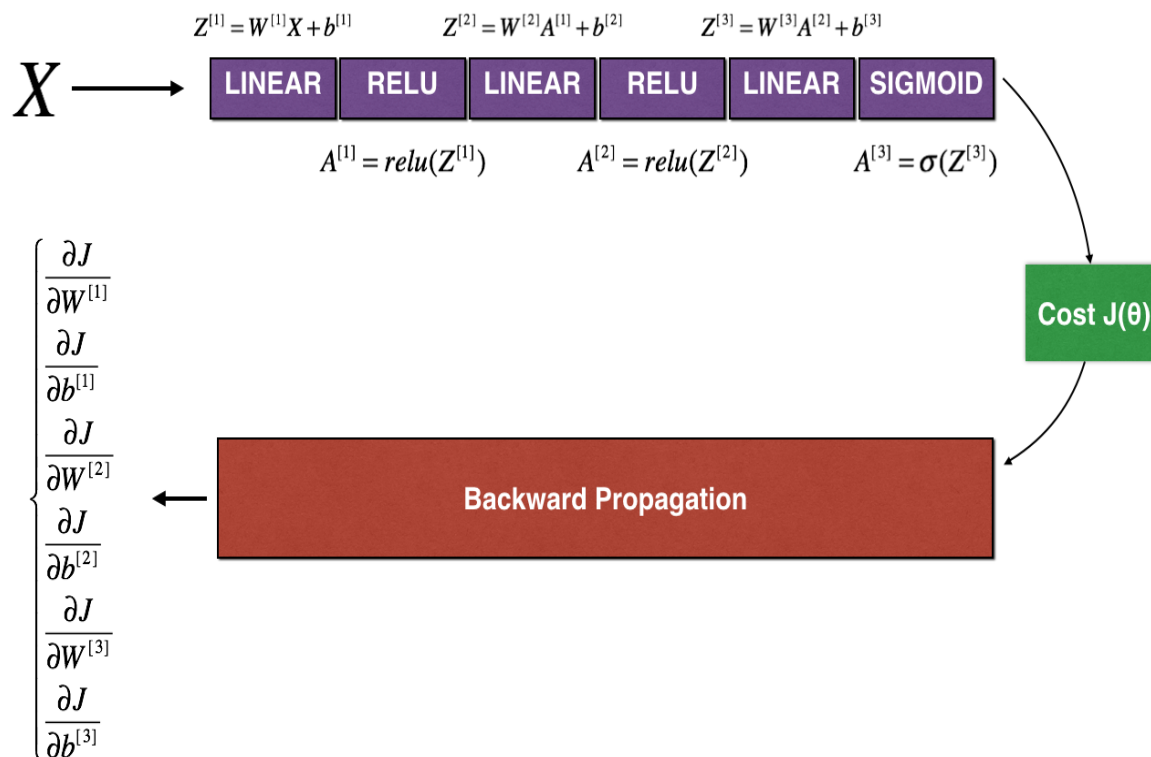 Z^{[1]} = W^{[1]}X + b^{[1]} Z^{[2]} = W^{[2]}A^{[1]} + b^{[2]} Z^{[3]} = W^{[3]}A^{[2]} + b^{[3]}
X LINEAR RELU LINEAR RELU LINEAR SIGMOID
A^{[1]} = relu(Z^{[1]}) A^{[2]} = relu(Z^{[2]}) A^{[3]} = σ(Z^{[3]})
Cost J(θ)
Backward Propagation
∂J
∂W^{[1]}
∂J
∂b^{[1]}
∂J
∂W^{[2]}
∂J
∂b^{[2]}
∂J
∂W^{[3]}
∂J
∂b^{[3]}